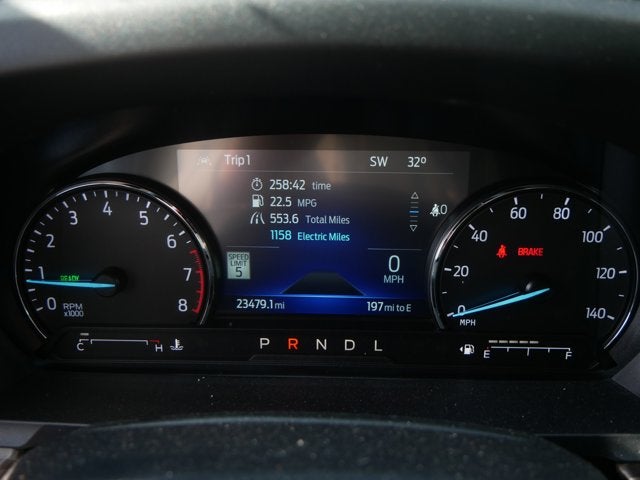 Trip 1 SW 32°
258:42 time
22.5 MPG
553.6 Total Miles
1158 Electric Miles
SPEED
LIMIT
5
0
MPH
23479.1 mi 197 mi to E
0 1 2 3 4 5 6 7 8
READY
RPM
x1000
0 20 40 60 80 100 120 140
BRAKE
MPH
C H
P R N D L
E F